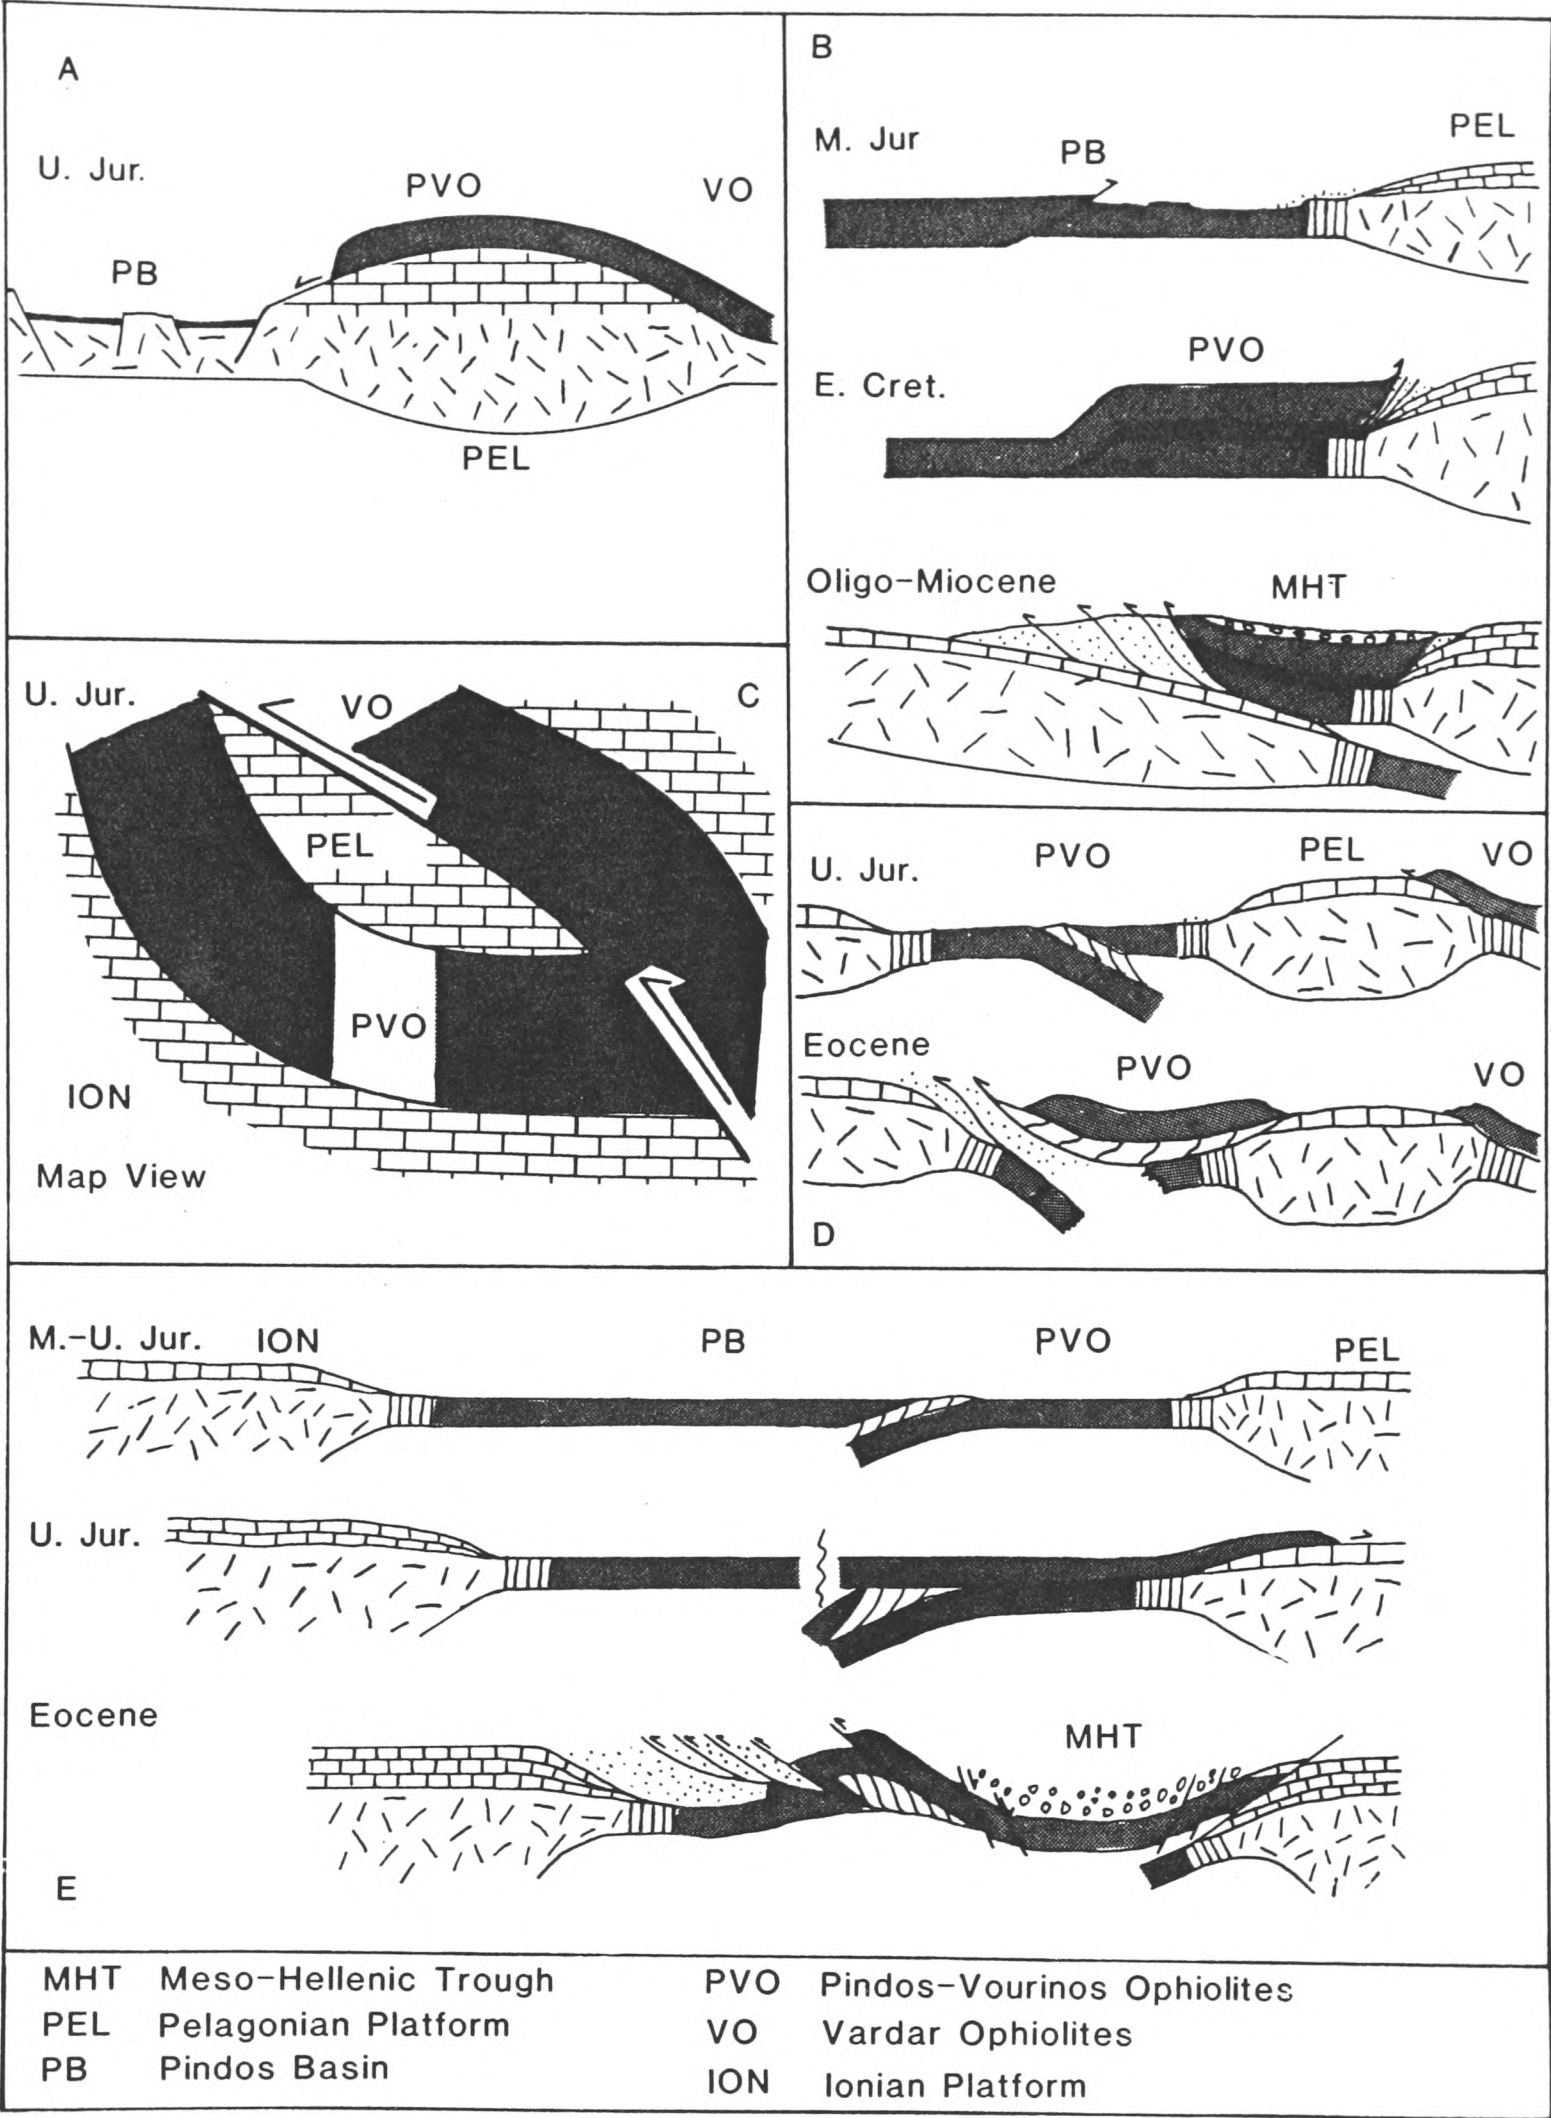 A
U. Jur.
PVO
VO
PB
PEL
B
M. Jur
PB
PEL
E. Cret.
PVO
Oligo-Miocene
MHT
U. Jur.
VO
C
PEL
PVO
ION
Map View
U. Jur.
PVO
PEL
VO
Eocene
PVO
VO
D
M.-U. Jur.
ION
PB
PVO
PEL
U. Jur.
Eocene
MHT
E
MHT Meso-Hellenic Trough
PEL Pelagonian Platform
PB Pindos Basin
PVO Pindos-Vourinos Ophiolites
VO Vardar Ophiolites
ION Ionian Platform